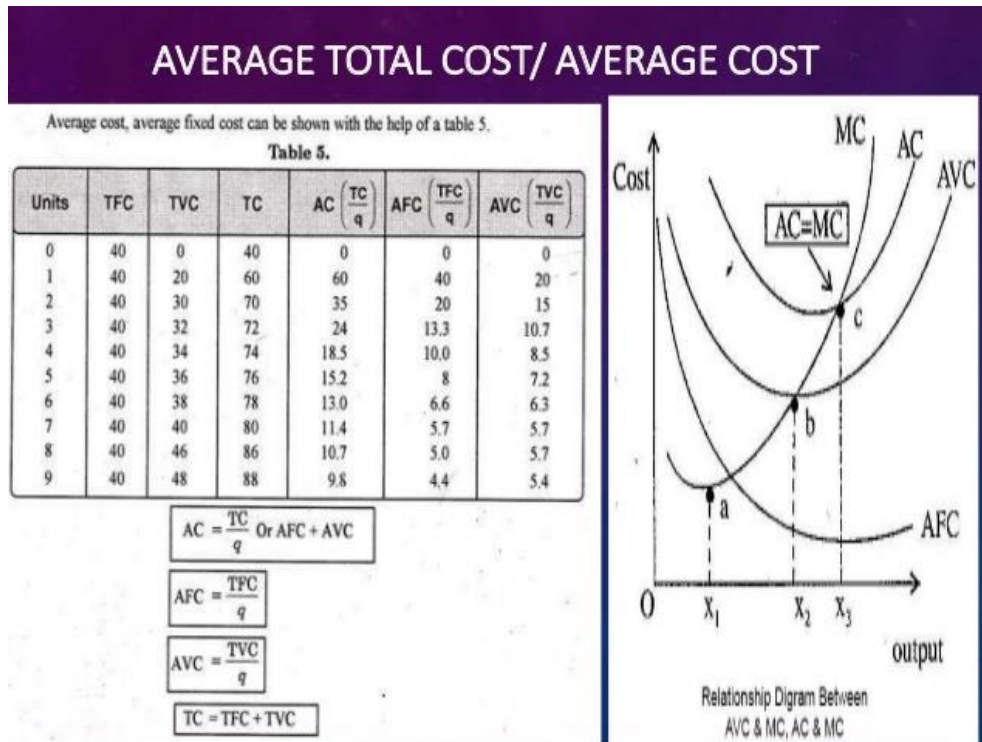 AVERAGE TOTAL COST/ AVERAGE COST
Average cost, average fixed cost can be shown with the help of a table 5.
Table 5.
Units TFC TVC TC AC (TC/q) AFC (TFC/q) AVC (TVC/q)
0 40 0 40 0 0 0
1 40 20 60 60 40 20
2 40 30 70 35 20 15
3 40 32 72 24 13.3 10.7
4 40 34 74 18.5 10.0 8.5
5 40 36 76 15.2 8 7.2
6 40 38 78 13.0 6.6 6.3
7 40 40 80 11.4 5.7 5.7
8 40 46 86 10.7 5.0 5.7
9 40 48 88 9.8 4.4 5.4
AC = TC/q Or AFC + AVC
AFC = TFC/q
AVC = TVC/q
TC = TFC + TVC
Cost
MC
AC
AVC
AC=MC
c
b
a
AFC
O X₁ X₂ X₃
output
Relationship Digram Between
AVC & MC, AC & MC